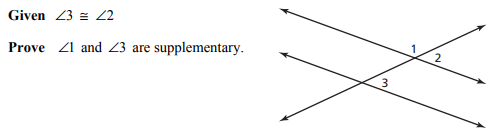 Given ∠3 ≅ ∠2
Prove ∠1 and ∠3 are supplementary.
1
2
3